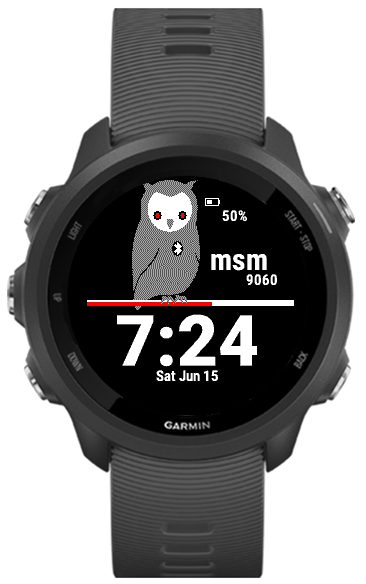 LIGHT
START · STOP
50%
msm
9060
UP
7:24
DOWN
BACK
Sat Jun 15
GARMIN